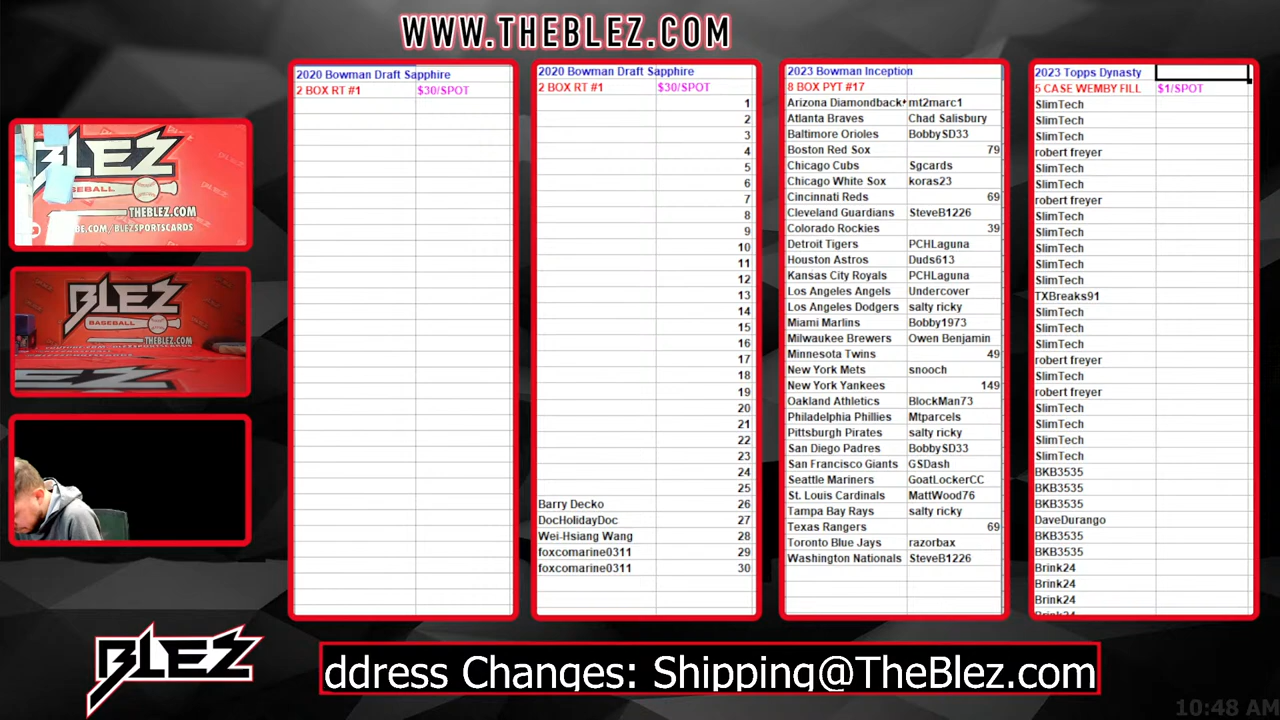 WWW.THEBLEZ.COM
BLEZ
BASEBALL
THEBLEZ.COM
BLEZ
BASEBALL
THEBLEZ.COM
2020 Bowman Draft Sapphire
2 BOX RT #1 $30/SPOT
2020 Bowman Draft Sapphire
2 BOX RT #1 $30/SPOT
1
2
3
4
5
6
7
8
9
10
11
12
13
14
15
16
17
18
19
20
21
22
23
24
25
Barry Decko 26
DocHolidayDoc 27
Wei-Hsiang Wang 28
foxcomarine0311 29
foxcomarine0311 30
2023 Bowman Inception
8 BOX PYT #17
Arizona Diamondback mt2marc1
Atlanta Braves Chad Salisbury
Baltimore Orioles BobbySD33
Boston Red Sox 79
Chicago Cubs Sgcards
Chicago White Sox koras23
Cincinnati Reds 69
Cleveland Guardians SteveB1226
Colorado Rockies 39
Detroit Tigers PCHLaguna
Houston Astros Duds613
Kansas City Royals PCHLaguna
Los Angeles Angels Undercover
Los Angeles Dodgers salty ricky
Miami Marlins Bobby1973
Milwaukee Brewers Owen Benjamin
Minnesota Twins 49
New York Mets snooch
New York Yankees 149
Oakland Athletics BlockMan73
Philadelphia Phillies Mtparcels
Pittsburgh Pirates salty ricky
San Diego Padres BobbySD33
San Francisco Giants GSDash
Seattle Mariners GoatLockerCC
St. Louis Cardinals MattWood76
Tampa Bay Rays salty ricky
Texas Rangers 69
Toronto Blue Jays razorbax
Washington Nationals SteveB1226
2023 Topps Dynasty
5 CASE WEMBY FILL $1/SPOT
SlimTech
SlimTech
SlimTech
robert freyer
SlimTech
SlimTech
robert freyer
SlimTech
SlimTech
SlimTech
SlimTech
SlimTech
TXBreaks91
SlimTech
SlimTech
SlimTech
robert freyer
SlimTech
robert freyer
SlimTech
SlimTech
SlimTech
SlimTech
BKB3535
BKB3535
BKB3535
DaveDurango
BKB3535
BKB3535
Brink24
Brink24
Brink24
BLEZ
ddress Changes: Shipping@TheBlez.com
10:48 AM